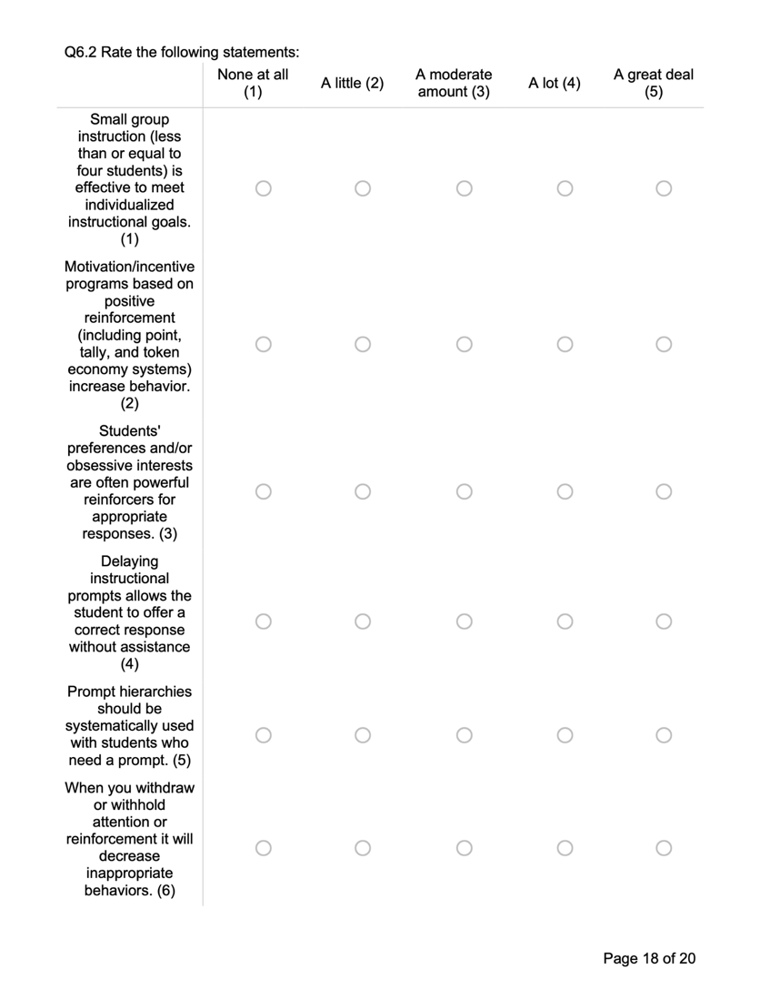 Q6.2 Rate the following statements:
None at all
(1)
A little (2)
A moderate
amount (3)
A lot (4)
A great deal
(5)
Small group
instruction (less
than or equal to
four students) is
effective to meet
individualized
instructional goals.
(1)
Motivation/incentive
programs based on
positive
reinforcement
(including point,
tally, and token
economy systems)
increase behavior.
(2)
Students'
preferences and/or
obsessive interests
are often powerful
reinforcers for
appropriate
responses. (3)
Delaying
instructional
prompts allows the
student to offer a
correct response
without assistance
(4)
Prompt hierarchies
should be
systematically used
with students who
need a prompt. (5)
When you withdraw
or withhold
attention or
reinforcement it will
decrease
inappropriate
behaviors. (6)
Page 18 of 20